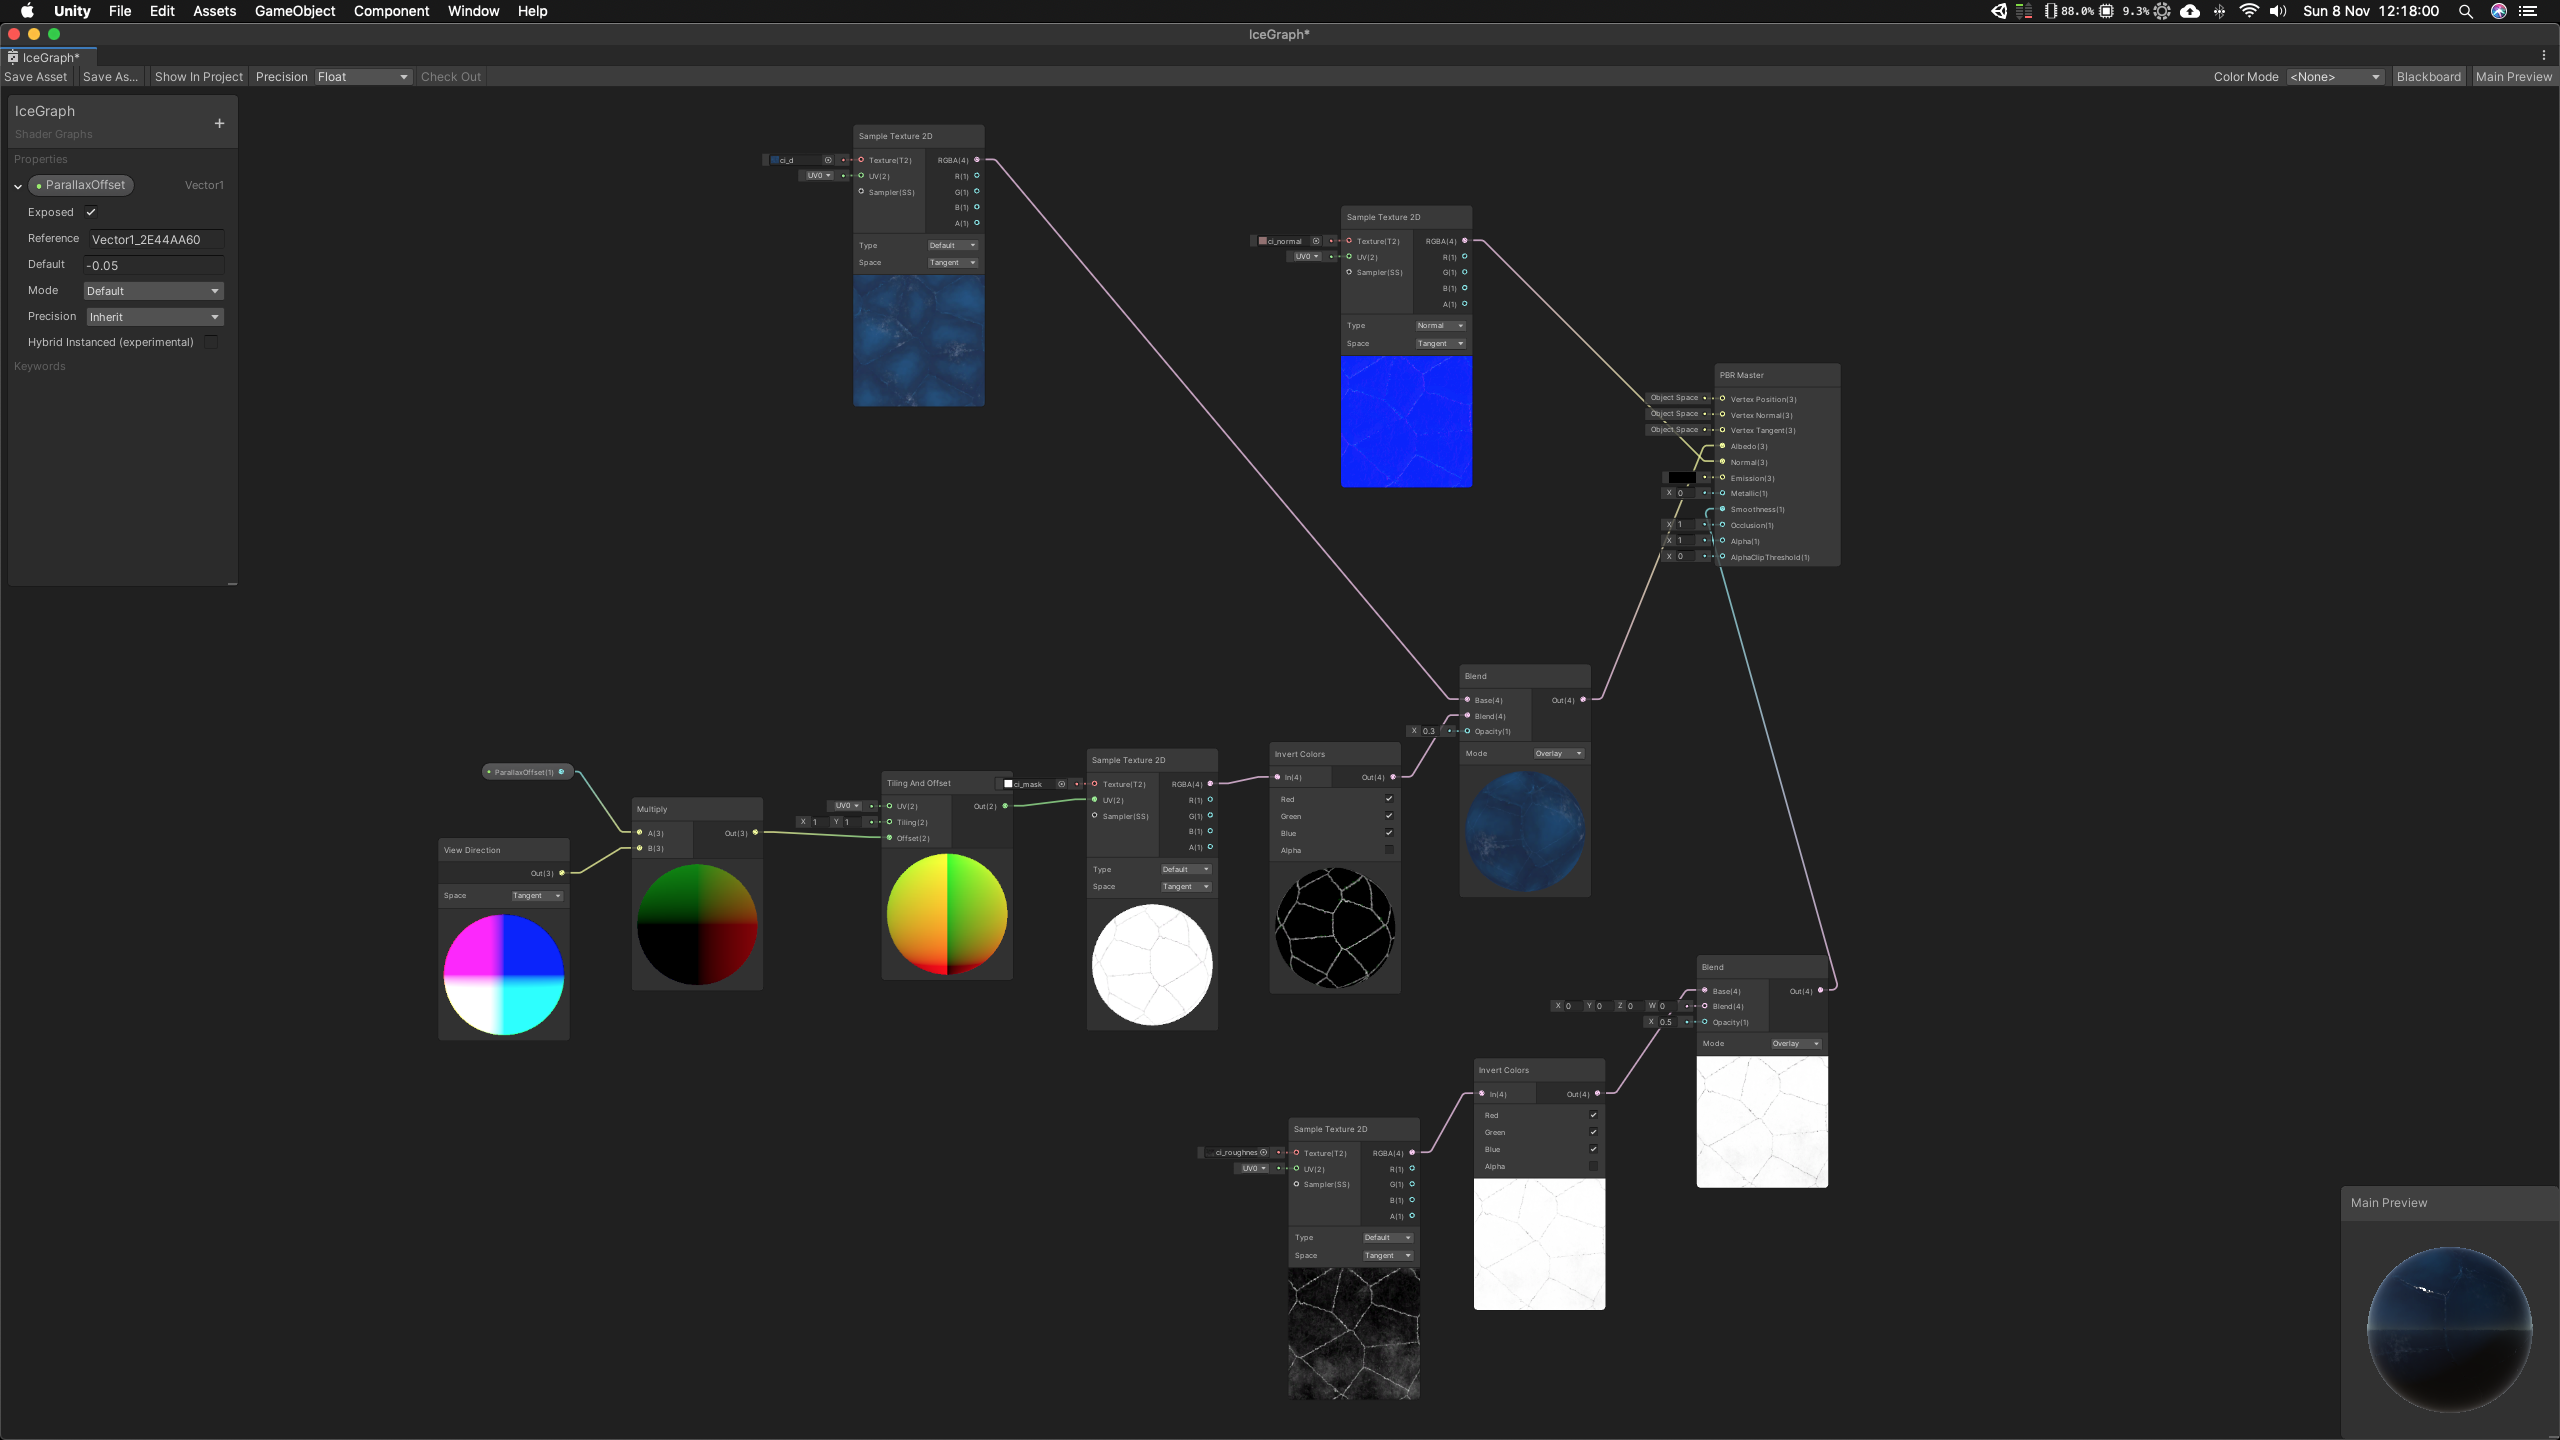 Unity File Edit Assets GameObject Component Window Help
88.0% 9.3% Sun 8 Nov 12:18:00
IceGraph*
IceGraph*
Save Asset Save As... Show In Project Precision Float Check Out Color Mode <None> Blackboard Main Preview
IceGraph
Shader Graphs
Properties
ParallaxOffset Vector1
Exposed
Reference Vector1_2E44AA60
Default -0.05
Mode Default
Precision Inherit
Hybrid Instanced (experimental)
Keywords
Sample Texture 2D
ci_d Texture(T2) RGBA(4)
UV0 UV(2) R(1)
Sampler(SS) G(1)
B(1)
A(1)
Type Default
Space Tangent
Sample Texture 2D
ci_normal Texture(T2) RGBA(4)
UV0 UV(2) R(1)
Sampler(SS) G(1)
B(1)
A(1)
Type Normal
Space Tangent
PBR Master
Object Space Vertex Position(3)
Object Space Vertex Normal(3)
Object Space Vertex Tangent(3)
Albedo(3)
Normal(3)
Emission(3)
X 0 Metallic(1)
Smoothness(1)
X 1 Occlusion(1)
X 1 Alpha(1)
X 0 AlphaClipThreshold(1)
Blend
Base(4) Out(4)
Blend(4)
X 0.3 Opacity(1)
Mode Overlay
ParallaxOffset(1)
View Direction
Out(3)
Space Tangent
Multiply
A(3) Out(3)
B(3)
Tiling And Offset
UV0 UV(2) Out(2)
X 1 Y 1 Tiling(2)
Offset(2)
Sample Texture 2D
ci_mask Texture(T2) RGBA(4)
UV(2) R(1)
Sampler(SS) G(1)
B(1)
A(1)
Type Default
Space Tangent
Invert Colors
In(4) Out(4)
Red
Green
Blue
Alpha
Blend
Base(4) Out(4)
X 0 Y 0 Z 0 W 0 Blend(4)
X 0.5 Opacity(1)
Mode Overlay
Invert Colors
In(4) Out(4)
Red
Green
Blue
Alpha
Sample Texture 2D
ci_roughnes Texture(T2) RGBA(4)
UV0 UV(2) R(1)
Sampler(SS) G(1)
B(1)
A(1)
Type Default
Space Tangent
Main Preview